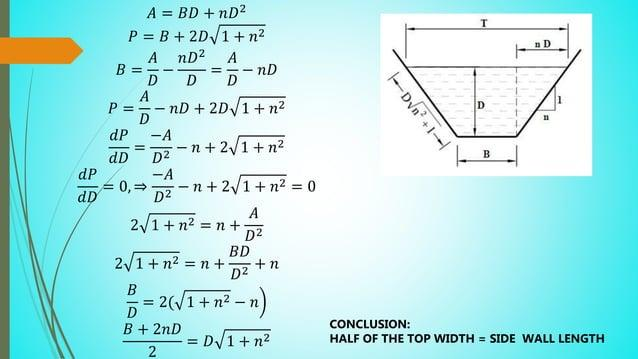 A = BD + nD²
P = B + 2D√(1 + n²)
B = A/D − nD²/D = A/D − nD
P = A/D − nD + 2D√(1 + n²)
dP/dD = −A/D² − n + 2√(1 + n²)
dP/dD = 0, ⇒ −A/D² − n + 2√(1 + n²) = 0
2√(1 + n²) = n + A/D²
2√(1 + n²) = n + BD/D² + n
B/D = 2(√(1 + n²) − n)
(B + 2nD)/2 = D√(1 + n²)
T
n D
D√(n² + 1)
D
1
n
B
CONCLUSION:
HALF OF THE TOP WIDTH = SIDE WALL LENGTH